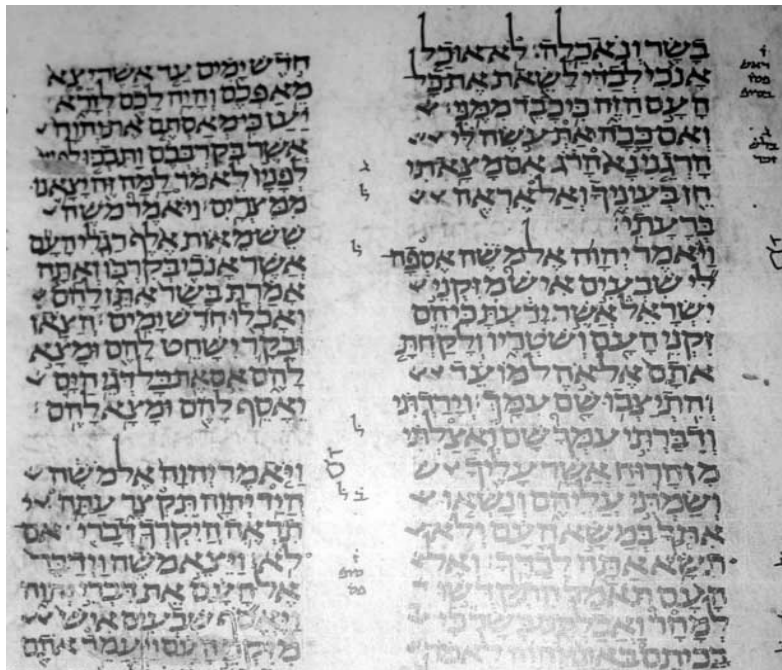 בשר ונאכלה לא אוכל
אנכי לבדי לשאת את כל
העם הזה כי כבד ממני
ואם ככה את עשה לי
הרגני נא הרג אם מצאתי
חן בעיניך ואל אראה
ברעתי
ויאמר יהוה אל משה אספה
לי שבעים איש מזקני
ישראל אשר ידעת כי הם
זקני העם ושטריו ולקחת
אתם אל אהל מועד
והתיצבו שם עמך וירדתי
ודברתי עמך שם ואצלתי
מן הרוח אשר עליך ש
ושמתי עליהם ונשאו
אתך במשא העם ולא
תשא אתה לבדך ואל
העם תאמר התקדשו
למחר ואכלתם בשר כי
בכיתם באזני יהוה לאמר
חדש ימים עד אשר יצא
מאפכם והיה לכם לזרא
יען כי מאסתם את יהוה
אשר בקרבכם ותבכו
לפניו לאמר למה זה יצאנו
ממצרים ויאמר משה
שש מאות אלף רגלי העם
אשר אנכי בקרבו ואתה
אמרת בשר אתן להם
ואכלו חדש ימים הצאן
ובקר ישחט להם ומצא
להם אם את כל דגי הים
יאסף להם ומצא להם
ויאמר יהוה אל משה
היד יהוה תקצר עתה
תראה היקרך דברי אם
לא ויצא משה וידבר
אל העם את דברי יהוה
ויאסף שבעים איש
מזקני העם ויעמד אתם